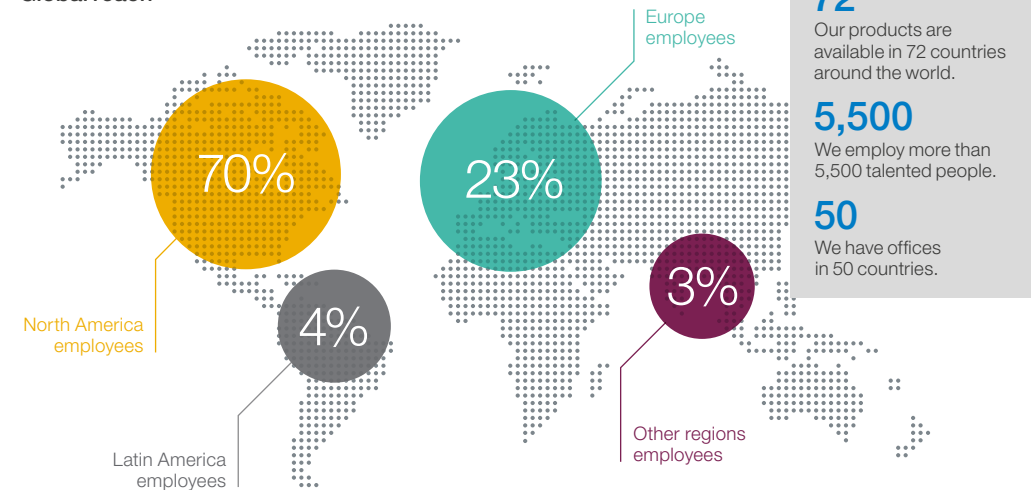 Global reach
Europe
employees
70%
23%
4%
3%
North America
employees
Latin America
employees
Other regions
employees
72
Our products are
available in 72 countries
around the world.
5,500
We employ more than
5,500 talented people.
50
We have offices
in 50 countries.